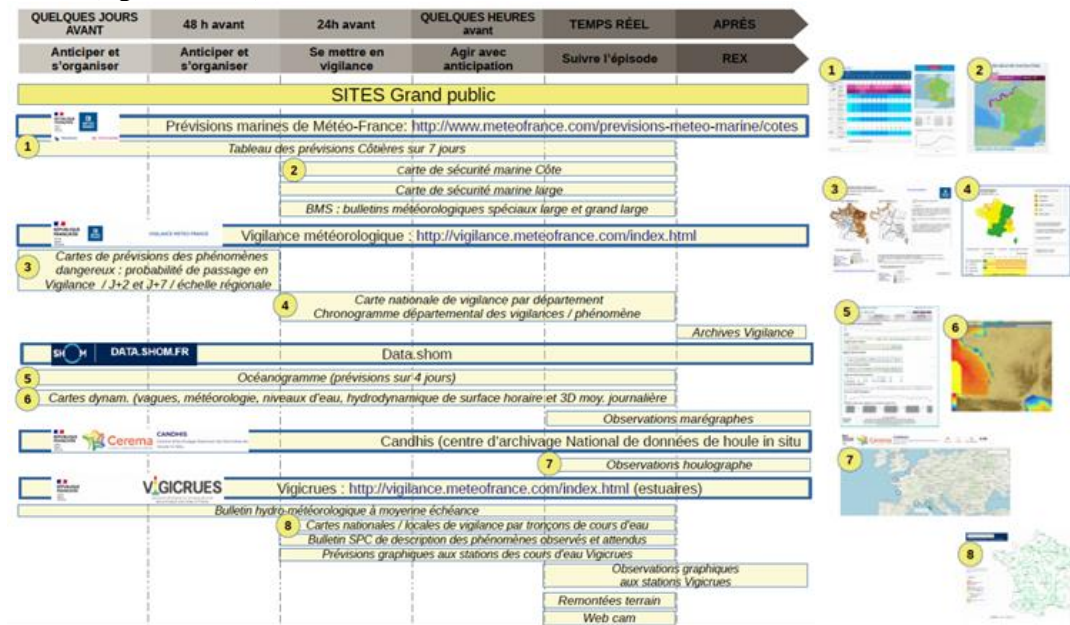 QUELQUES JOURS AVANT
48 h avant
24h avant
QUELQUES HEURES avant
TEMPS RÉEL
APRÉS
Anticiper et s'organiser
Anticiper et s'organiser
Se mettre en vigilance
Agir avec anticipation
Suivre l'épisode
REX
SITES Grand public
Prévisions marines de Météo-France: http://www.meteofrance.com/previsions-meteo-marine/cotes
1
Tableau des prévisions Côtières sur 7 jours
2
carte de sécurité marine Côte
Carte de sécurité marine large
BMS : bulletins météorologiques spéciaux large et grand large
VIGILANCE METEO FRANCE
Vigilance météorologique : http://vigilance.meteofrance.com/index.html
3
Cartes de prévisions des phénomènes
dangereux : probabilité de passage en
Vigilance / J+2 et J+7 / échelle régionale
4
Carte nationale de vigilance par département
Chronogramme départemental des vigilances / phénomène
Archives Vigilance
DATA.SHOM.FR
Data.shom
5
Océanogramme (prévisions sur 4 jours)
6
Cartes dynam. (vagues, météorologie, niveaux d'eau, hydrodynamique de surface horaire et 3D moy. journalière
Observations marégraphes
Cerema
CANDHIS
Candhis (centre d'archivage National de données de houle in situ
7
Observations houlographe
VIGICRUES
Vigicrues : http://vigilance.meteofrance.com/index.html (estuaires)
Bulletin hydro-météorologique à moyenne échéance
8
Cartes nationales / locales de vigilance par tronçons de cours d'eau
Bulletin SPC de description des phénomènes observés et attendus
Prévisions graphiques aux stations des cours d'eau Vigicrues
Observations graphiques
aux stations Vigicrues
Remontées terrain
Web cam
1
2
3
4
5
6
7
8